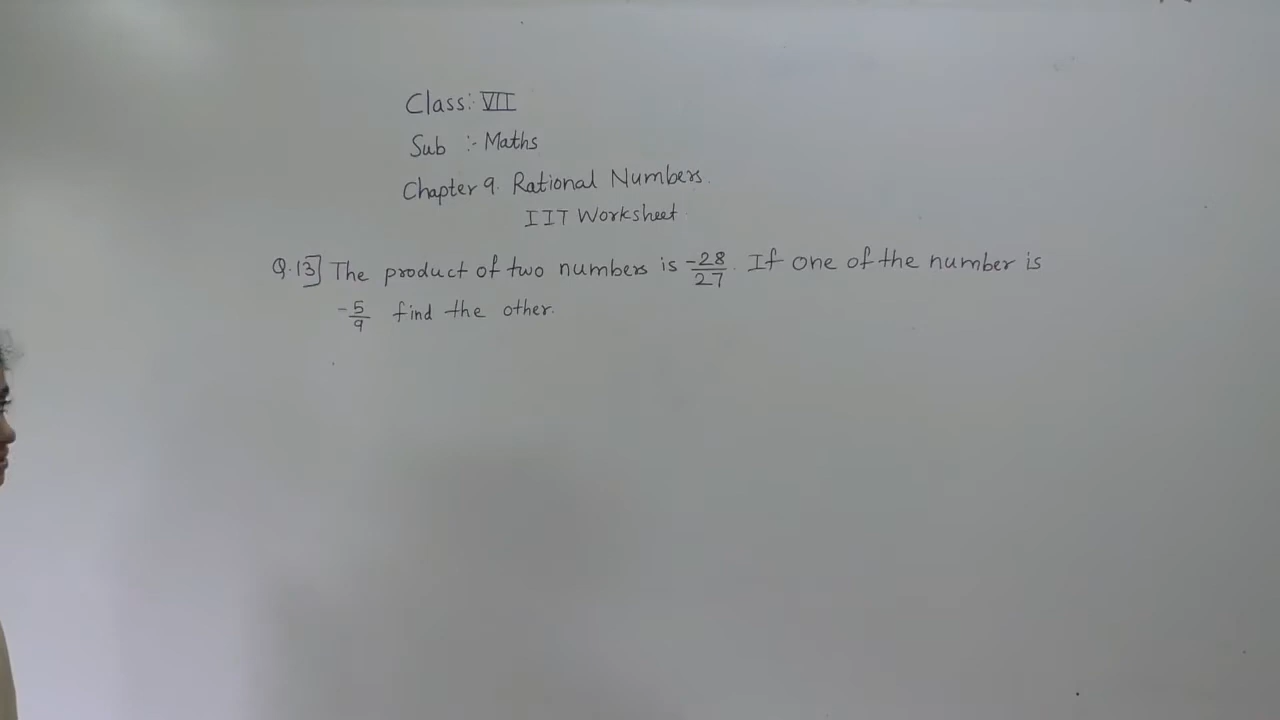 Class: VII
Sub :- Maths
Chapter 9. Rational Numbers.
IIT Worksheet
Q.13] The product of two numbers is -28/27. If one of the number is
-5/9 find the other.